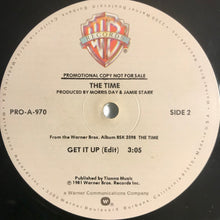 WARNER BROS. RECORDS
PROMOTIONAL COPY NOT FOR SALE
THE TIME
PRODUCED BY MORRIS DAY & JAMIE STARR
PRO-A-970
SIDE 2
From the Warner Bros. Album BSK 3598 THE TIME
GET IT UP (Edit) 3:05
Published by Tionna Music
℗ 1981 Warner Bros. Records Inc.
A Warner Communications Company